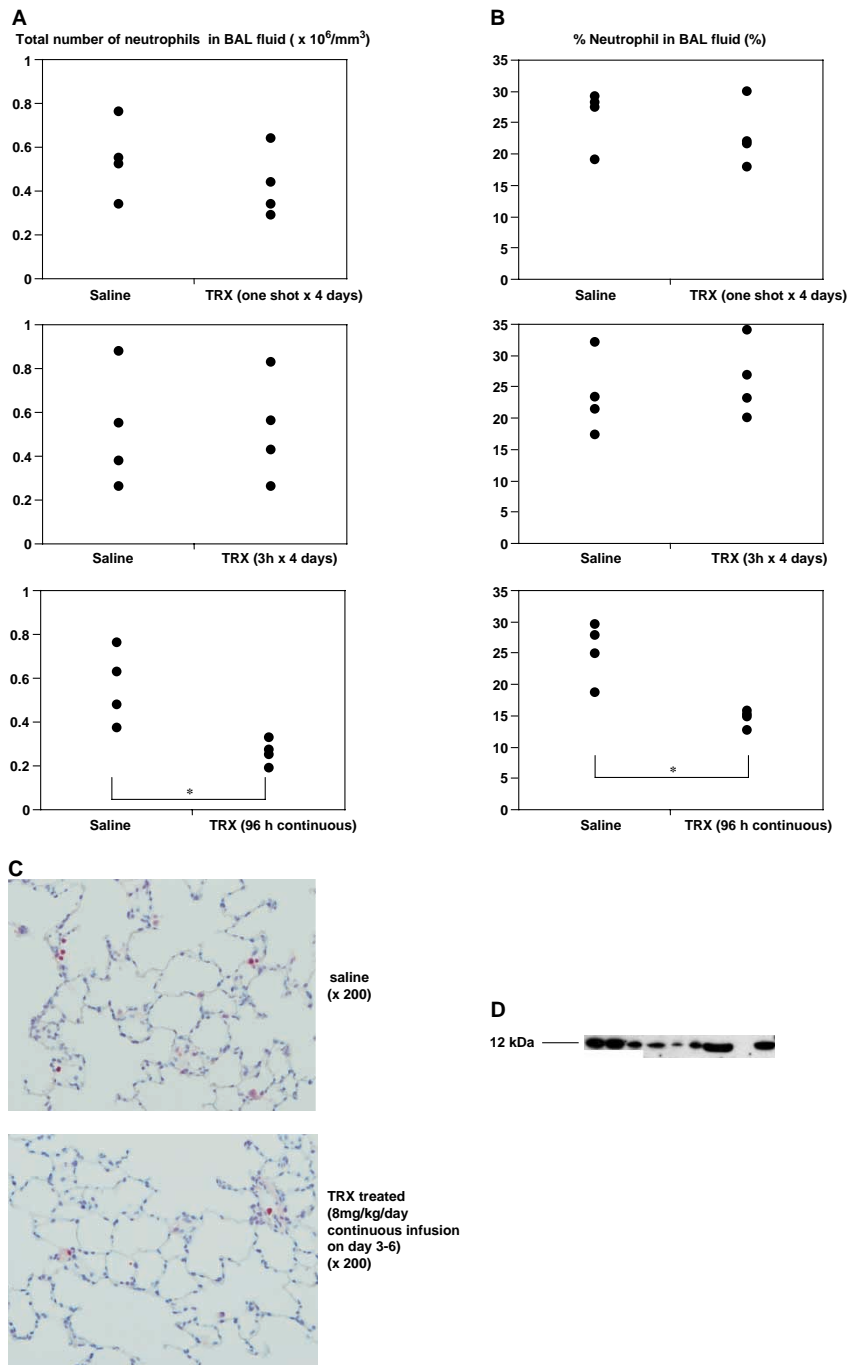 A
Total number of neutrophils in BAL fluid ( x 10⁶/mm³)
1
0.8
0.6
0.4
0.2
0
Saline
TRX (one shot x 4 days)
1
0.8
0.6
0.4
0.2
0
Saline
TRX (3h x 4 days)
1
0.8
0.6
0.4
0.2
0
*
Saline
TRX (96 h continuous)
B
% Neutrophil in BAL fluid (%)
35
30
25
20
15
10
5
0
Saline
TRX (one shot x 4 days)
35
30
25
20
15
10
5
0
Saline
TRX (3h x 4 days)
35
30
25
20
15
10
5
0
*
Saline
TRX (96 h continuous)
C
saline
(x 200)
TRX treated
(8mg/kg/day
continuous infusion
on day 3-6)
(x 200)
D
12 kDa